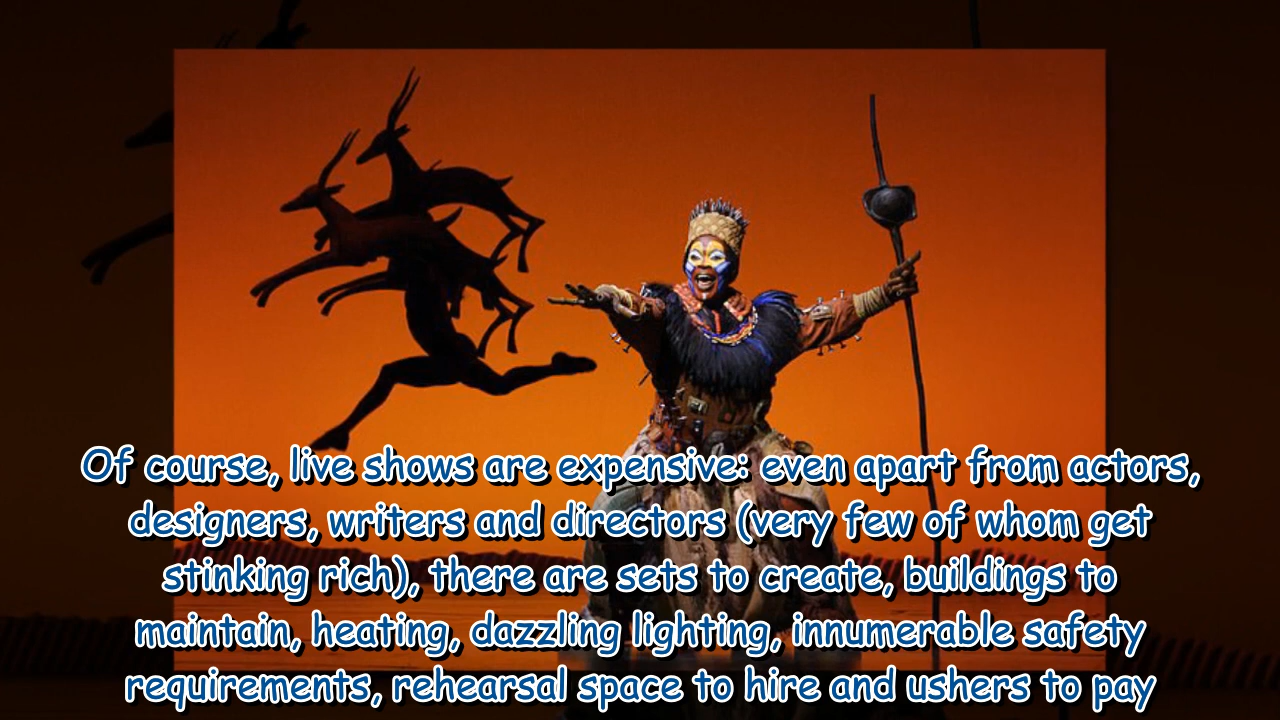 Of course, live shows are expensive: even apart from actors,
designers, writers and directors (very few of whom get
stinking rich), there are sets to create, buildings to
maintain, heating, dazzling lighting, innumerable safety
requirements, rehearsal space to hire and ushers to pay